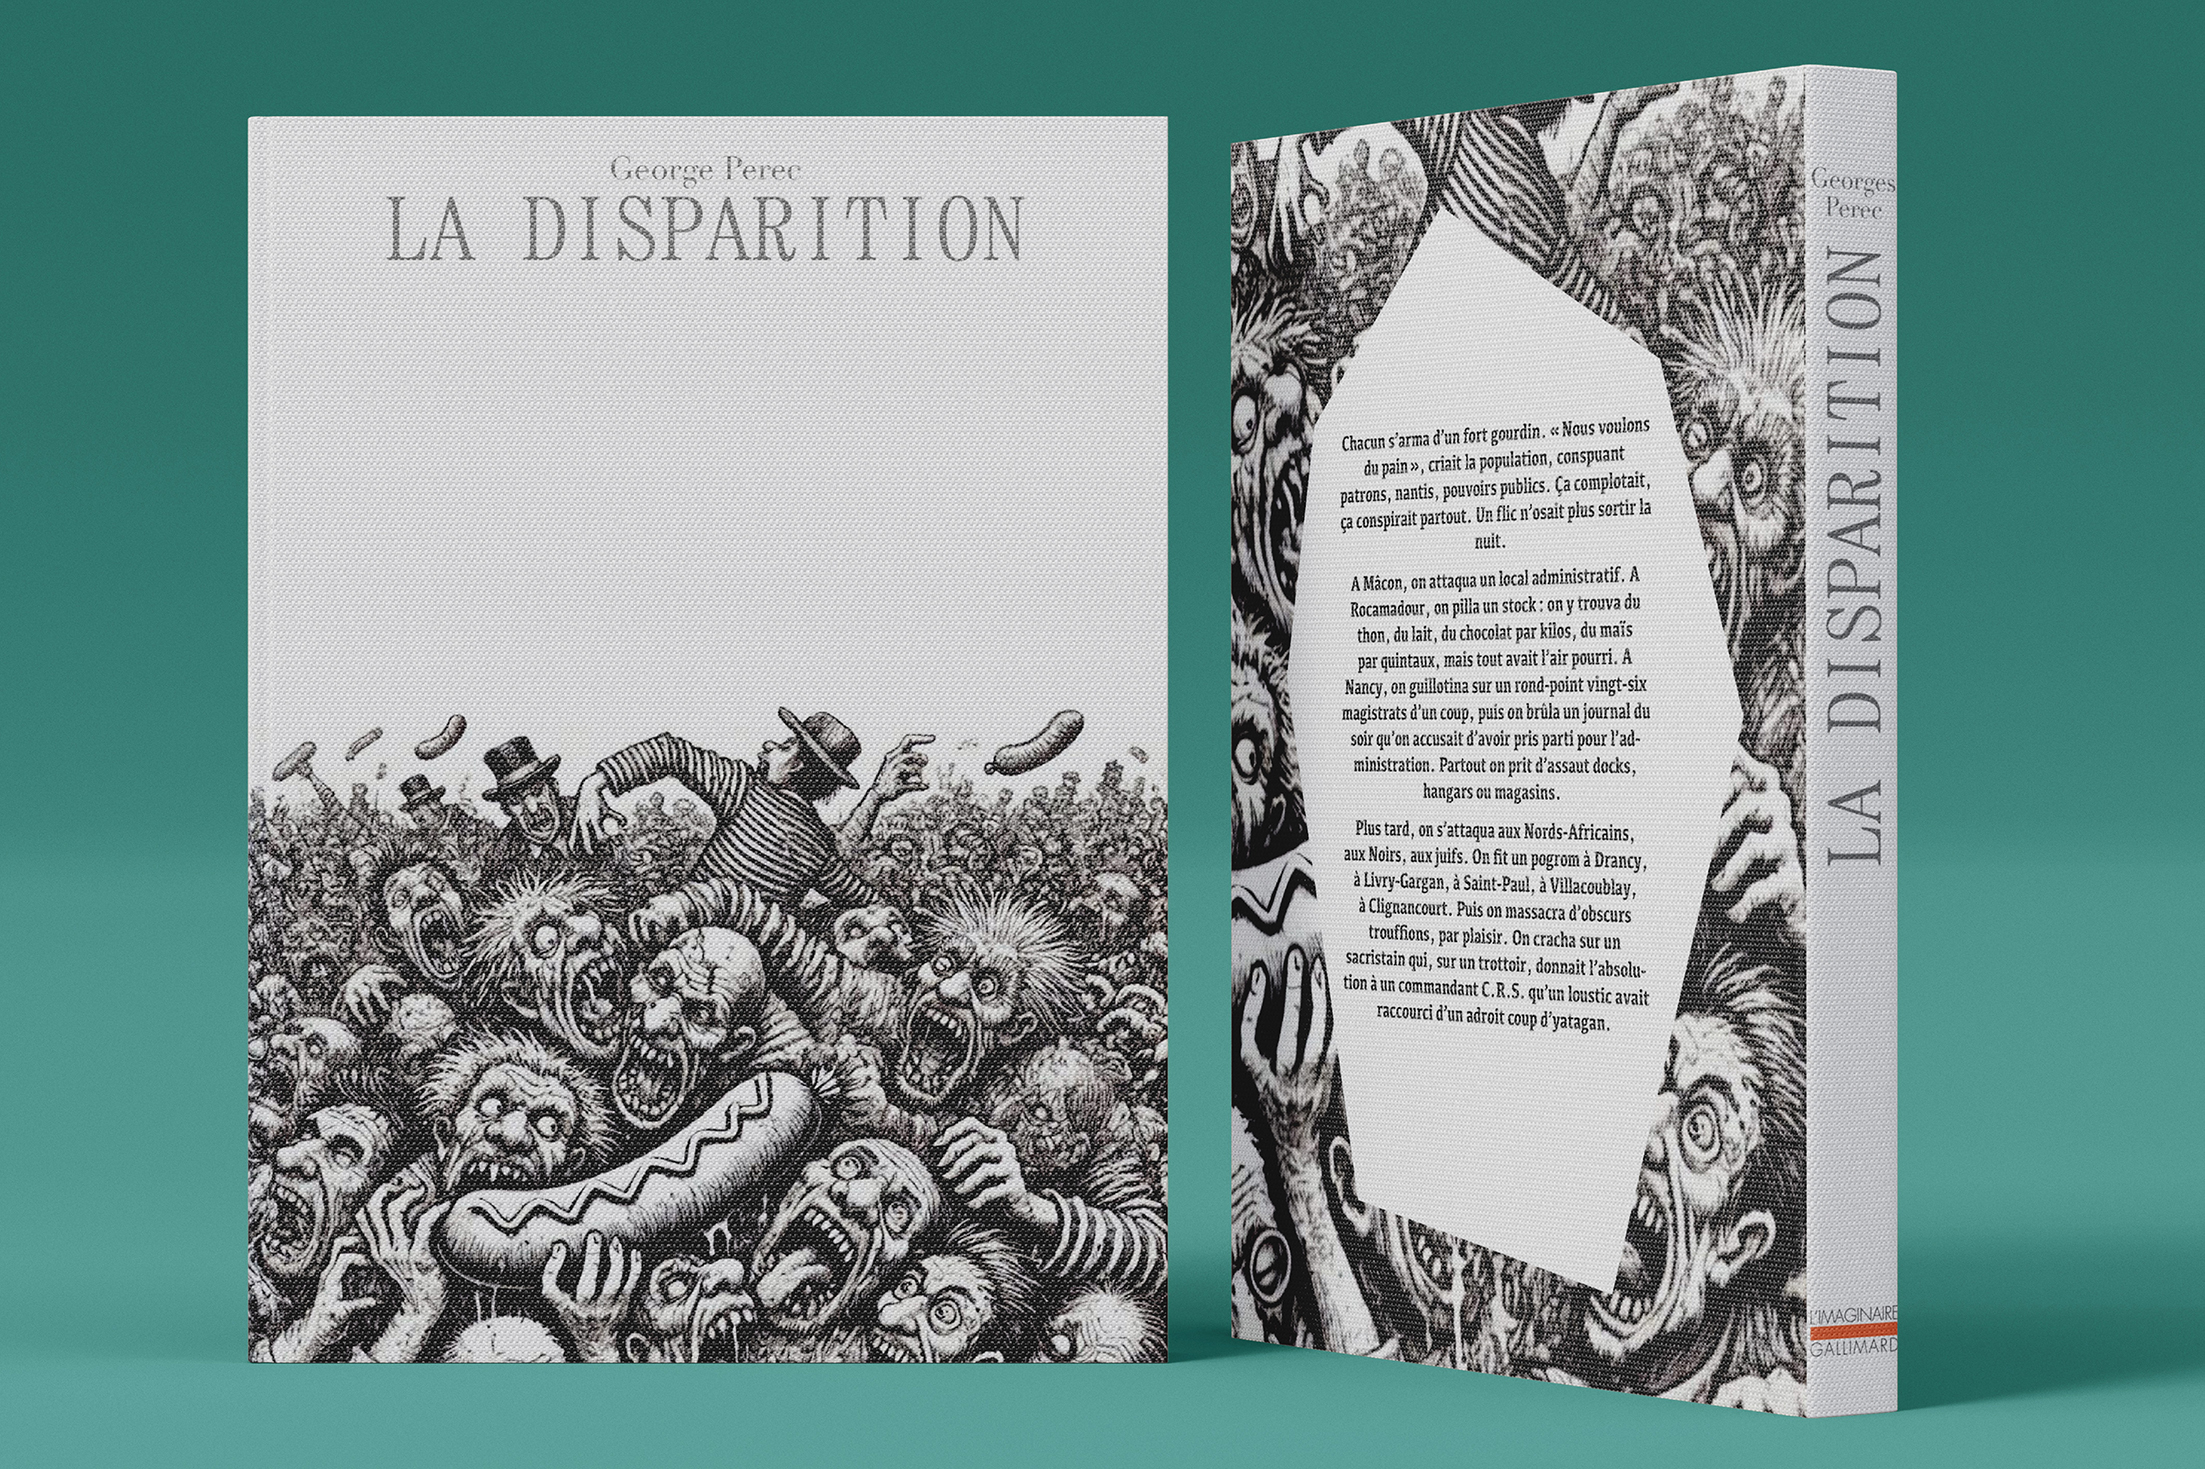 George Perec
LA DISPARITION
Chacun s'arma d'un fort gourdin. « Nous voulons
du pain », criait la population, conspuant
patrons, nantis, pouvoirs publics. Ça complotait,
ça conspirait partout. Un flic n'osait plus sortir la
nuit.
A Mâcon, on attaqua un local administratif. A
Rocamadour, on pilla un stock : on y trouva du
thon, du lait, du chocolat par kilos, du maïs
par quintaux, mais tout avait l'air pourri. A
Nancy, on guillotina sur un rond-point vingt-six
magistrats d'un coup, puis on brûla un journal du
soir qu'on accusait d'avoir pris parti pour l'ad-
ministration. Partout on prit d'assaut docks,
hangars ou magasins.
Plus tard, on s'attaqua aux Nords-Africains,
aux Noirs, aux juifs. On fit un pogrom à Drancy,
à Livry-Gargan, à Saint-Paul, à Villacoublay,
à Clignancourt. Puis on massacra d'obscurs
trouffions, par plaisir. On cracha sur un
sacristain qui, sur un trottoir, donnait l'absolu-
tion à un commandant C.R.S. qu'un loustic avait
raccourci d'un adroit coup d'yatagan.
Georges
Perec
LA DISPARITION
L'IMAGINAIRE
GALLIMARD